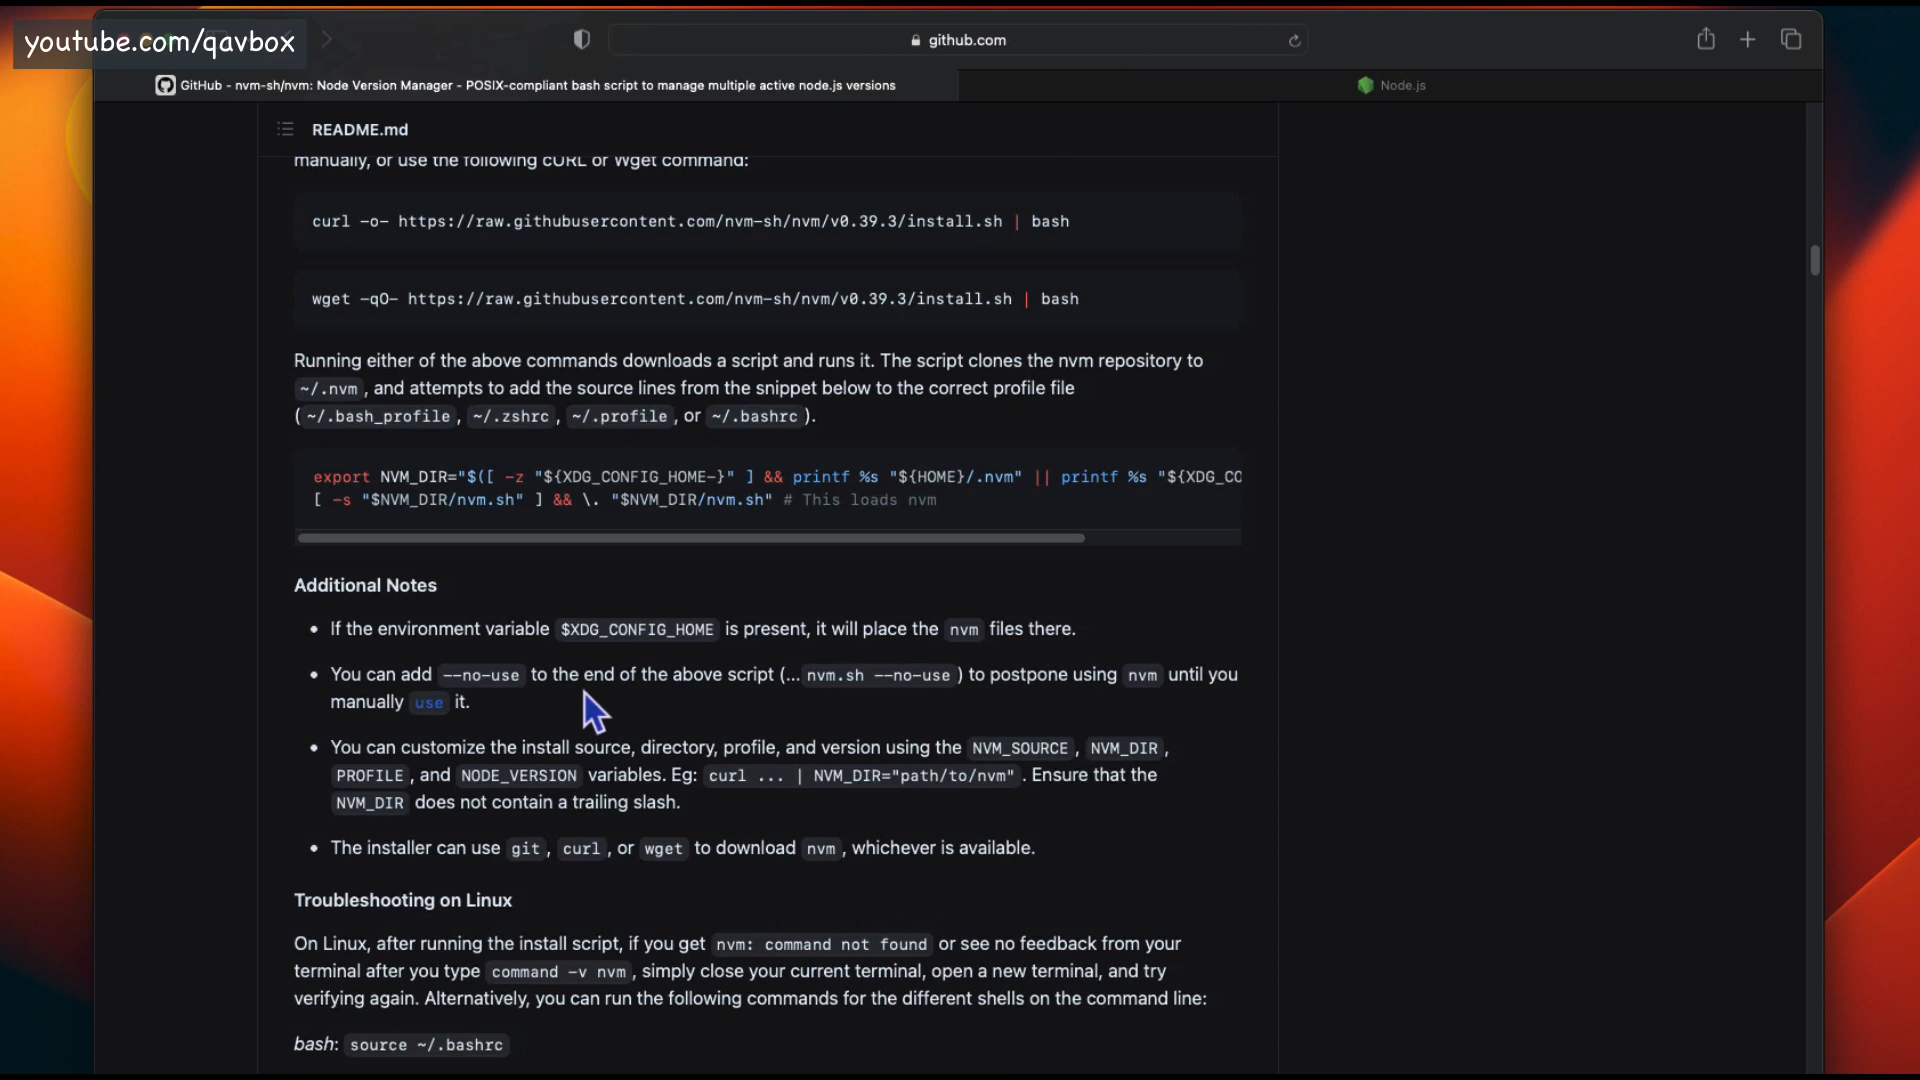 youtube.com/qavbox
github.com
GitHub - nvm-sh/nvm: Node Version Manager - POSIX-compliant bash script to manage multiple active node.js versions
Node.js
README.md
manually, or use the following cURL or Wget command:
curl -o- https://raw.githubusercontent.com/nvm-sh/nvm/v0.39.3/install.sh | bash
wget -qO- https://raw.githubusercontent.com/nvm-sh/nvm/v0.39.3/install.sh | bash
Running either of the above commands downloads a script and runs it. The script clones the nvm repository to
~/.nvm, and attempts to add the source lines from the snippet below to the correct profile file
(~/.bash_profile, ~/.zshrc, ~/.profile, or ~/.bashrc).
export NVM_DIR="$([ -z "${XDG_CONFIG_HOME-}" ] && printf %s "${HOME}/.nvm" || printf %s "${XDG_CO
[ -s "$NVM_DIR/nvm.sh" ] && \. "$NVM_DIR/nvm.sh" # This loads nvm
Additional Notes
• If the environment variable $XDG_CONFIG_HOME is present, it will place the nvm files there.
• You can add --no-use to the end of the above script (...nvm.sh --no-use) to postpone using nvm until you
manually use it.
• You can customize the install source, directory, profile, and version using the NVM_SOURCE, NVM_DIR,
PROFILE, and NODE_VERSION variables. Eg: curl ... | NVM_DIR="path/to/nvm". Ensure that the
NVM_DIR does not contain a trailing slash.
• The installer can use git, curl, or wget to download nvm, whichever is available.
Troubleshooting on Linux
On Linux, after running the install script, if you get nvm: command not found or see no feedback from your
terminal after you type command -v nvm, simply close your current terminal, open a new terminal, and try
verifying again. Alternatively, you can run the following commands for the different shells on the command line:
bash: source ~/.bashrc